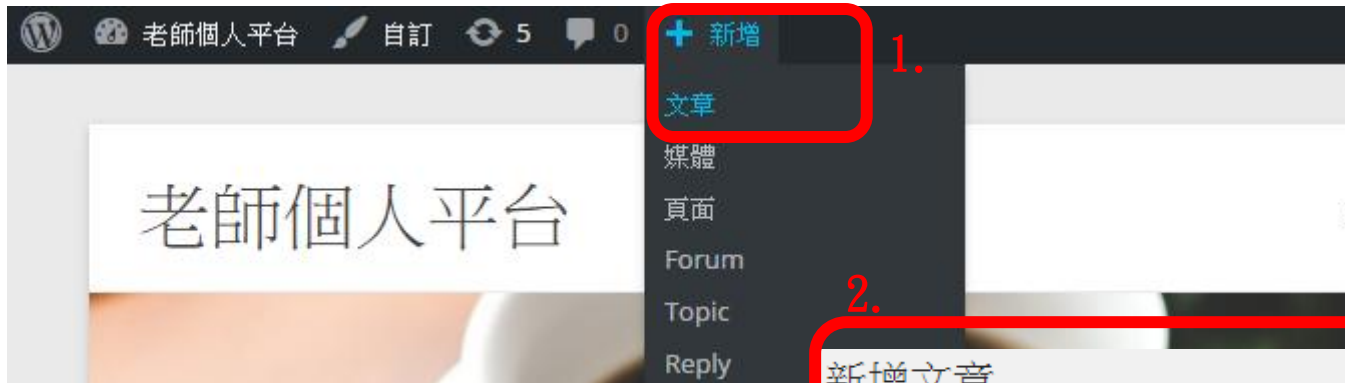 老師個人平台 自訂 5 0 新增
1.
文章
媒體
老師個人平台
頁面
Forum
2.
Topic
Reply
新增文章